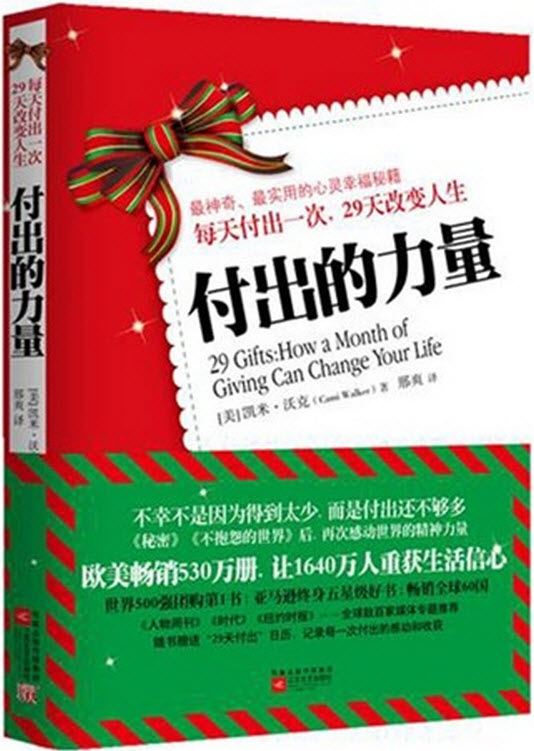 每天付出一次
29天改变人生
付出的力量
[美]凯米·沃
邢爽 译
最神奇、最实用的心灵幸福秘籍
每天付出一次，29天改变人生
付出的力量
29 Gifts:How a Month of
Giving Can Change Your Life
[美]凯米·沃克(Cami Walker)著 邢爽 译
不幸不是因为得到太少，而是付出还不够多
《秘密》《不抱怨的世界》后，再次感动世界的精神力量
欧美畅销530万册，让1640万人重获生活信心
世界500强团购第1书；亚马逊终身五星级好书；畅销全球60国
《人物周刊》《时代》《纽约时报》——全球数百家媒体专题推荐
随书赠送“29天付出”日历，记录每一次付出的感动和收获